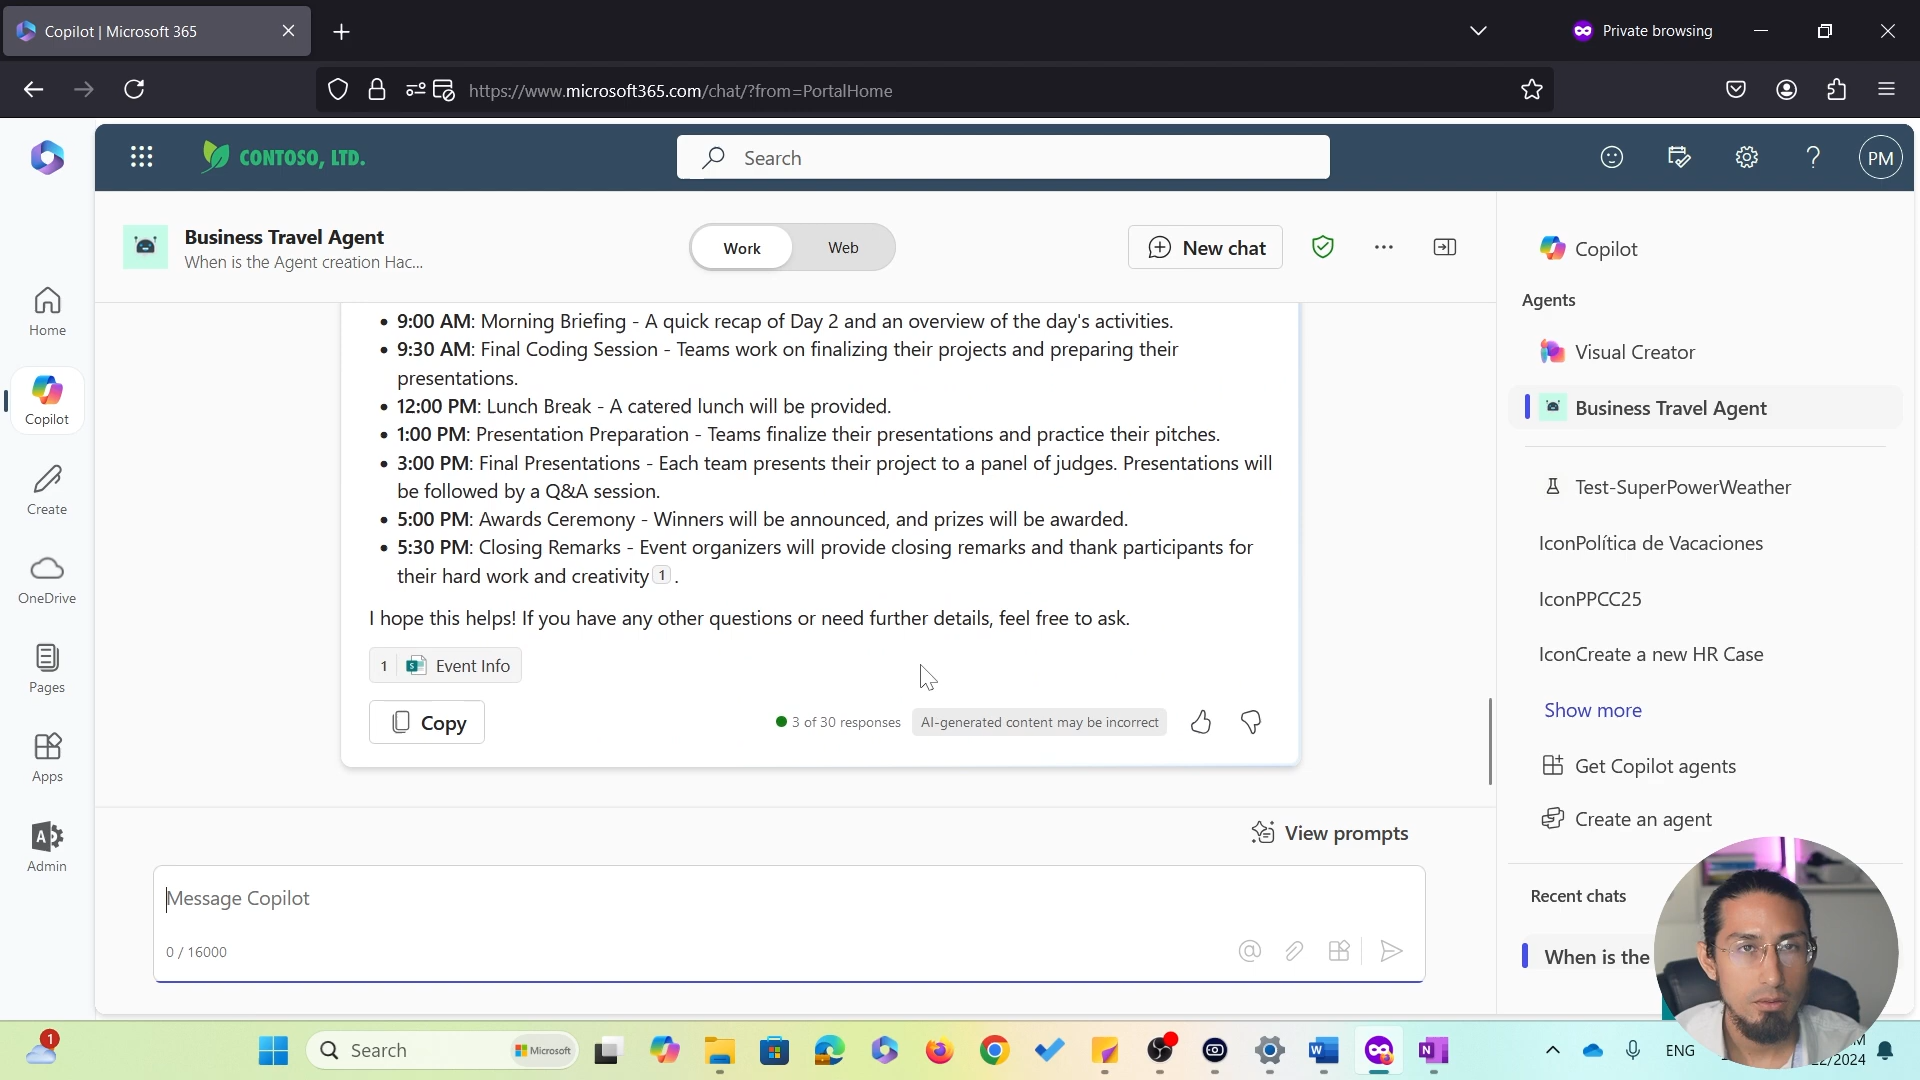 Copilot | Microsoft 365
Private browsing
https://www.microsoft365.com/chat/?from=PortalHome
CONTOSO, LTD.
Search
PM
Business Travel Agent
When is the Agent creation Hac...
Work
Web
New chat
Home
Copilot
Create
OneDrive
Pages
Apps
Admin
• 9:00 AM: Morning Briefing - A quick recap of Day 2 and an overview of the day's activities.
• 9:30 AM: Final Coding Session - Teams work on finalizing their projects and preparing their
presentations.
• 12:00 PM: Lunch Break - A catered lunch will be provided.
• 1:00 PM: Presentation Preparation - Teams finalize their presentations and practice their pitches.
• 3:00 PM: Final Presentations - Each team presents their project to a panel of judges. Presentations will
be followed by a Q&A session.
• 5:00 PM: Awards Ceremony - Winners will be announced, and prizes will be awarded.
• 5:30 PM: Closing Remarks - Event organizers will provide closing remarks and thank participants for
their hard work and creativity 1 .
I hope this helps! If you have any other questions or need further details, feel free to ask.
1 Event Info
Copy
3 of 30 responses
AI-generated content may be incorrect
View prompts
Message Copilot
0 / 16000
Copilot
Agents
Visual Creator
Business Travel Agent
Test-SuperPowerWeather
IconPolítica de Vacaciones
IconPPCC25
IconCreate a new HR Case
Show more
Get Copilot agents
Create an agent
Recent chats
When is the
1
Search
Microsoft
ENG